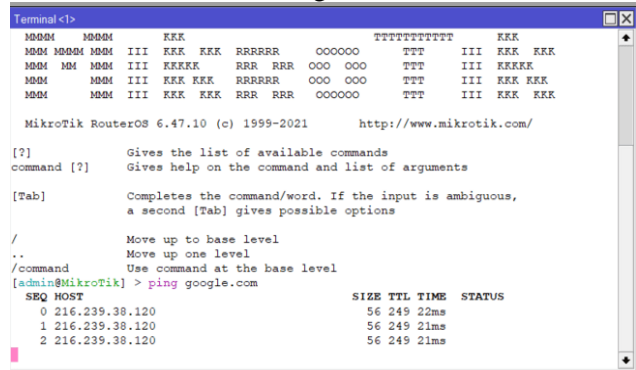 Terminal <1>
MMMM    MMMM       KKK                          TTTTTTTTTTT      KKK
MMM MMMM MMM  III  KKK  KKK  RRRRRR     OOOOOO      TTT     III  KKK  KKK
MMM  MM  MMM  III  KKKKK     RRR  RRR  OOO  OOO     TTT     III  KKKKK
MMM      MMM  III  KKK KKK   RRRRRR    OOO  OOO     TTT     III  KKK KKK
MMM      MMM  III  KKK  KKK  RRR  RRR   OOOOOO      TTT     III  KKK  KKK
MikroTik RouterOS 6.47.10 (c) 1999-2021       http://www.mikrotik.com/
[?]             Gives the list of available commands
command [?]     Gives help on the command and list of arguments
[Tab]           Completes the command/word. If the input is ambiguous,
a second [Tab] gives possible options
/               Move up to base level
..              Move up one level
/command        Use command at the base level
[admin@MikroTik] > ping google.com
SEQ HOST                                     SIZE TTL TIME  STATUS
0 216.239.38.120                             56 249 22ms
1 216.239.38.120                             56 249 21ms
2 216.239.38.120                             56 249 21ms